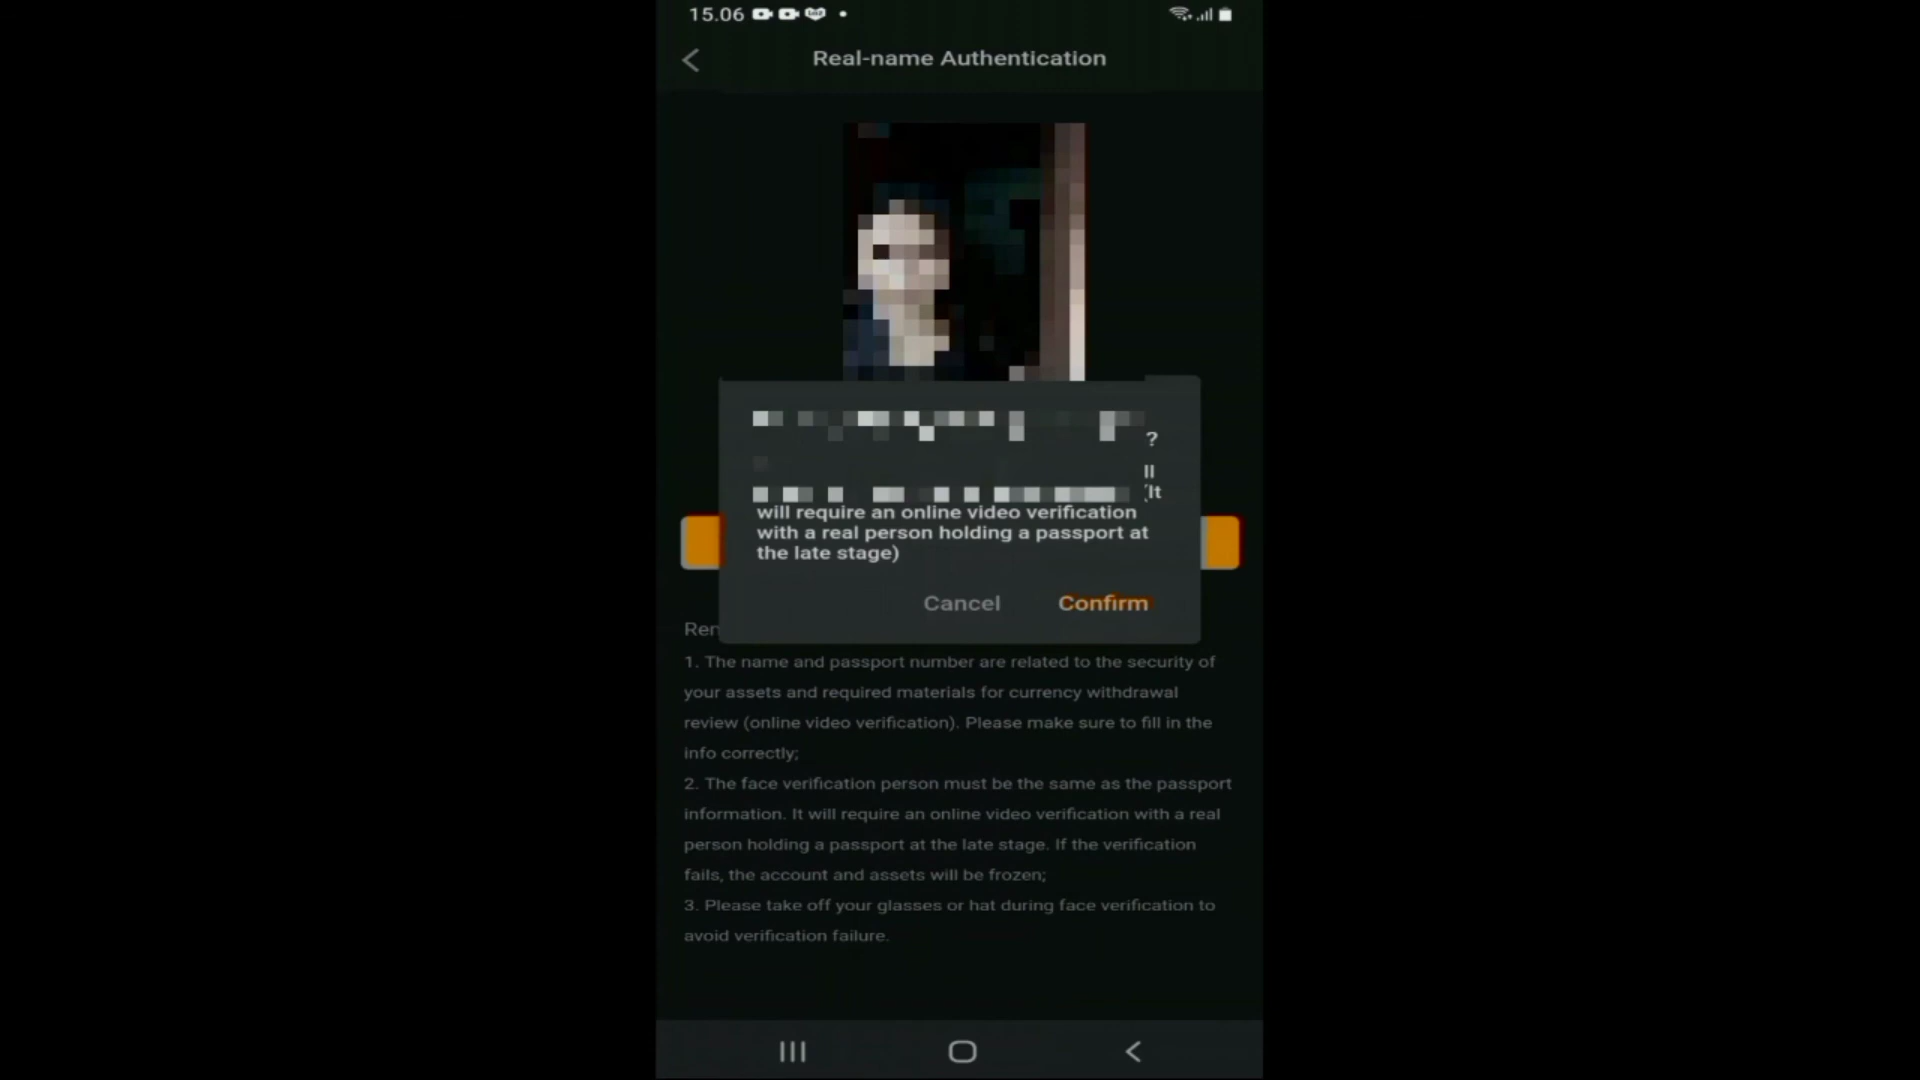 15.06
Real-name Authentication
?
(It
will require an online video verification
with a real person holding a passport at
the late stage)
Cancel Confirm
1. The name and passport number are related to the security of
your assets and required materials for currency withdrawal
review (online video verification). Please make sure to fill in the
info correctly;
2. The face verification person must be the same as the passport
information. It will require an online video verification with a real
person holding a passport at the late stage. If the verification
fails, the account and assets will be frozen;
3. Please take off your glasses or hat during face verification to
avoid verification failure.